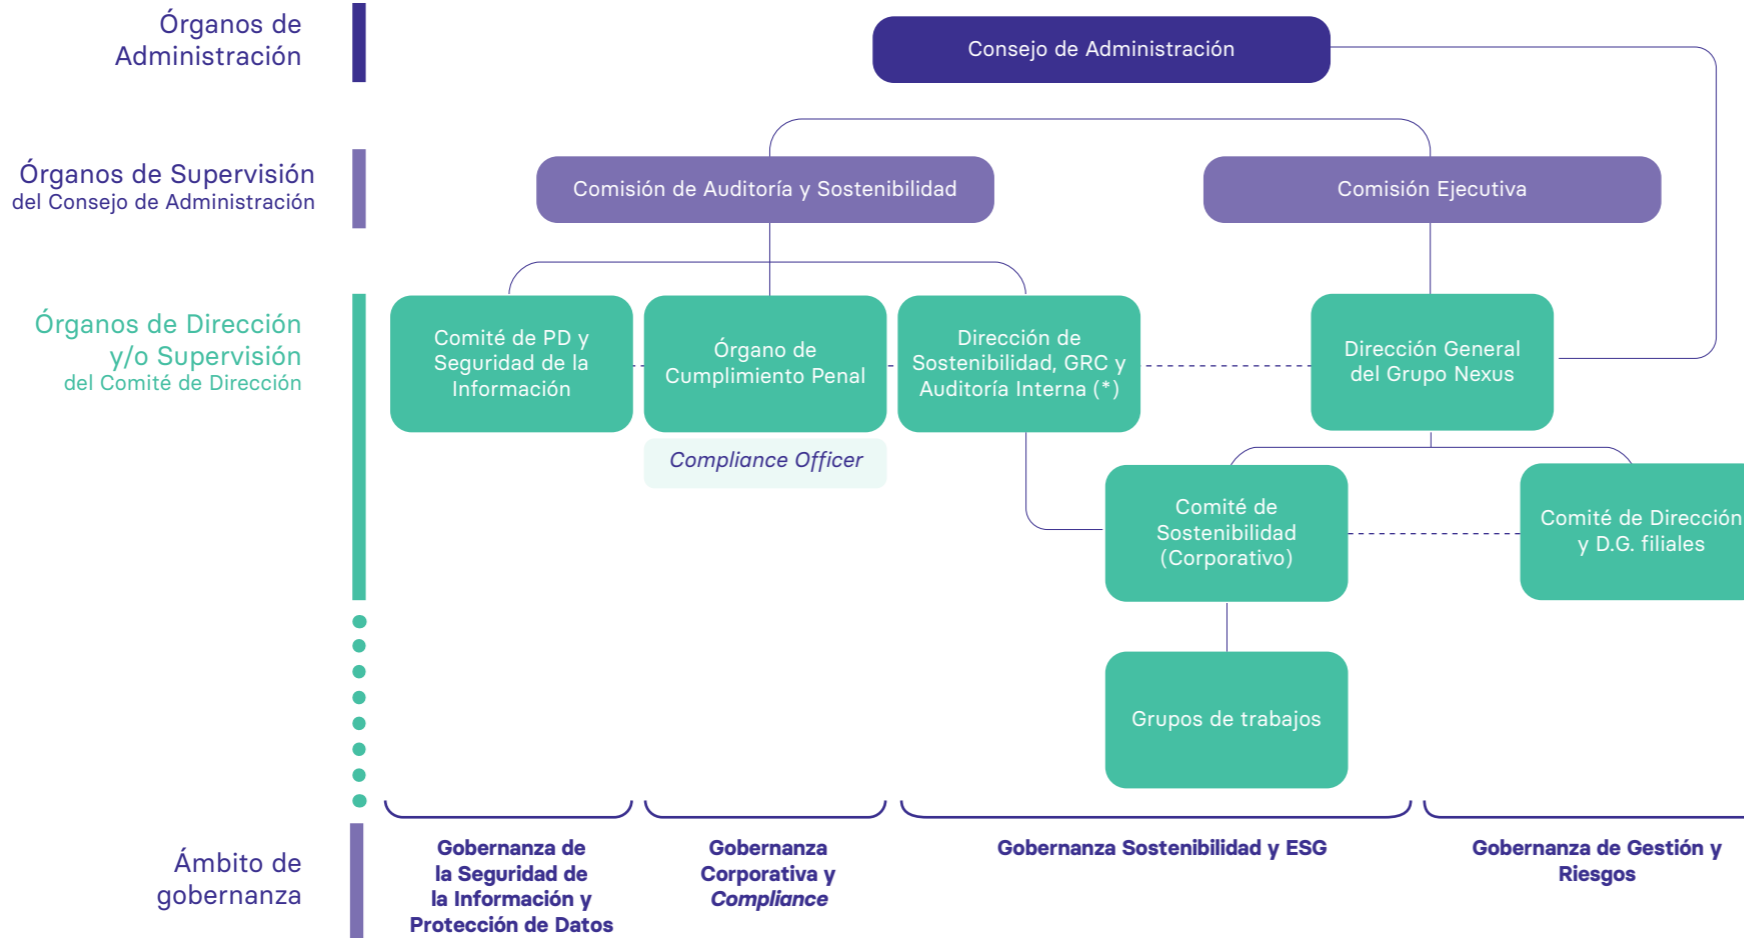 Órganos de
Administración
Consejo de Administración
Órganos de Supervisión
del Consejo de Administración
Comisión de Auditoría y Sostenibilidad
Comisión Ejecutiva
Órganos de Dirección
y/o Supervisión
del Comité de Dirección
Comité de PD y
Seguridad de la
Información
Órgano de
Cumplimiento Penal
Compliance Officer
Dirección de
Sostenibilidad, GRC y
Auditoría Interna (*)
Dirección General
del Grupo Nexus
Comité de
Sostenibilidad
(Corporativo)
Comité de Dirección
y D.G. filiales
Grupos de trabajos
Ámbito de
gobernanza
Gobernanza de
la Seguridad de
la Información y
Protección de Datos
Gobernanza
Corporativa y
Compliance
Gobernanza Sostenibilidad y ESG
Gobernanza de Gestión y
Riesgos